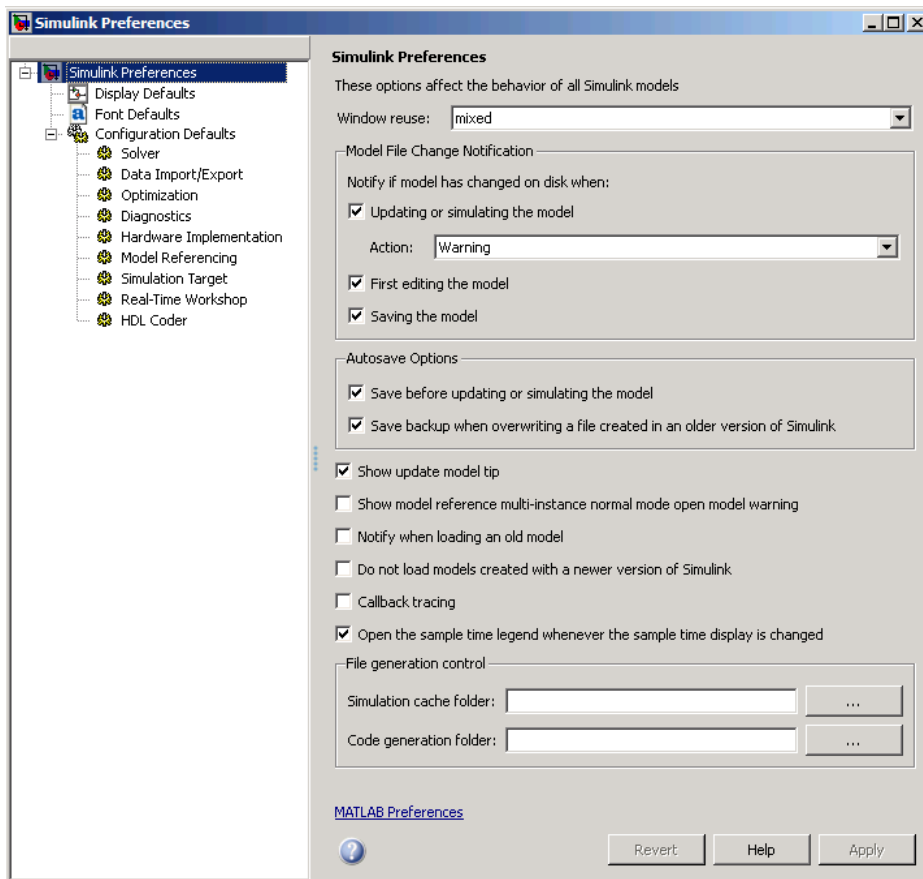 Simulink Preferences
Simulink Preferences
Display Defaults
Font Defaults
Configuration Defaults
Solver
Data Import/Export
Optimization
Diagnostics
Hardware Implementation
Model Referencing
Simulation Target
Real-Time Workshop
HDL Coder
Simulink Preferences
These options affect the behavior of all Simulink models
Window reuse: mixed
Model File Change Notification
Notify if model has changed on disk when:
Updating or simulating the model
Action: Warning
First editing the model
Saving the model
Autosave Options
Save before updating or simulating the model
Save backup when overwriting a file created in an older version of Simulink
Show update model tip
Show model reference multi-instance normal mode open model warning
Notify when loading an old model
Do not load models created with a newer version of Simulink
Callback tracing
Open the sample time legend whenever the sample time display is changed
File generation control
Simulation cache folder: ...
Code generation folder: ...
MATLAB Preferences
Revert Help Apply